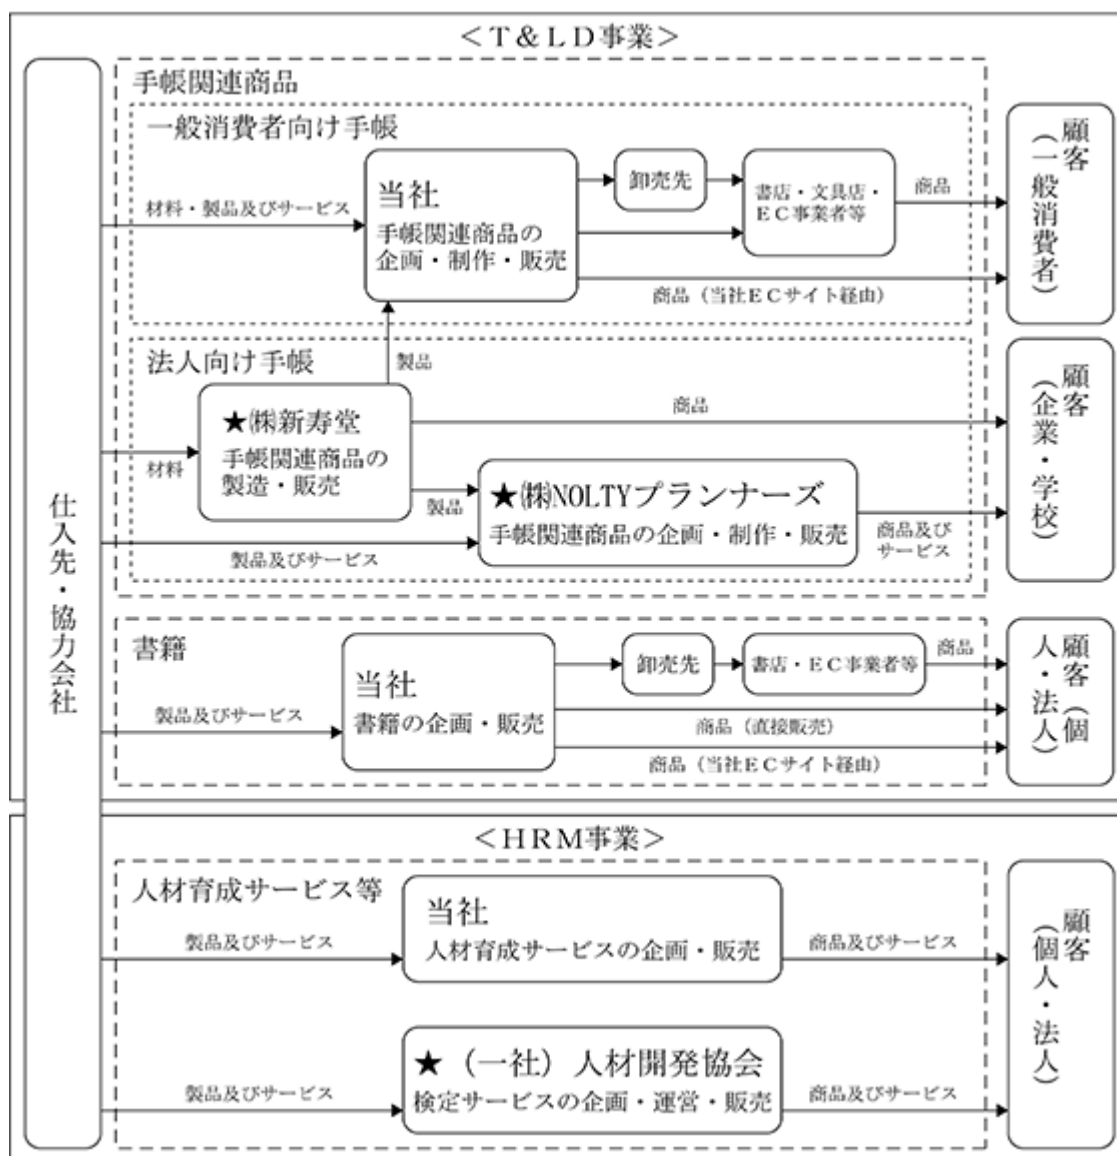 ＜Ｔ＆ＬＤ事業＞
仕入先・協力会社
手帳関連商品
一般消費者向け手帳
材料・製品及びサービス
当社
手帳関連商品の
企画・制作・販売
卸売先
書店・文具店・
ＥＣ事業者等
商品
商品（当社ＥＣサイト経由）
顧客
（一般消費者）
法人向け手帳
製品
材料
★㈱新寿堂
手帳関連商品の
製造・販売
商品
製品
★㈱NOLTYプランナーズ
手帳関連商品の企画・制作・販売
製品及びサービス
商品及び
サービス
顧客
（企業・学校）
書籍
製品及びサービス
当社
書籍の企画・販売
卸売先
書店・ＥＣ事業者等
商品
商品（直接販売）
商品（当社ＥＣサイト経由）
顧客（個
人・法人）
＜ＨＲＭ事業＞
人材育成サービス等
製品及びサービス
当社
人材育成サービスの企画・販売
商品及びサービス
製品及びサービス
★（一社）人材開発協会
検定サービスの企画・運営・販売
商品及びサービス
顧客
（個人・法人）